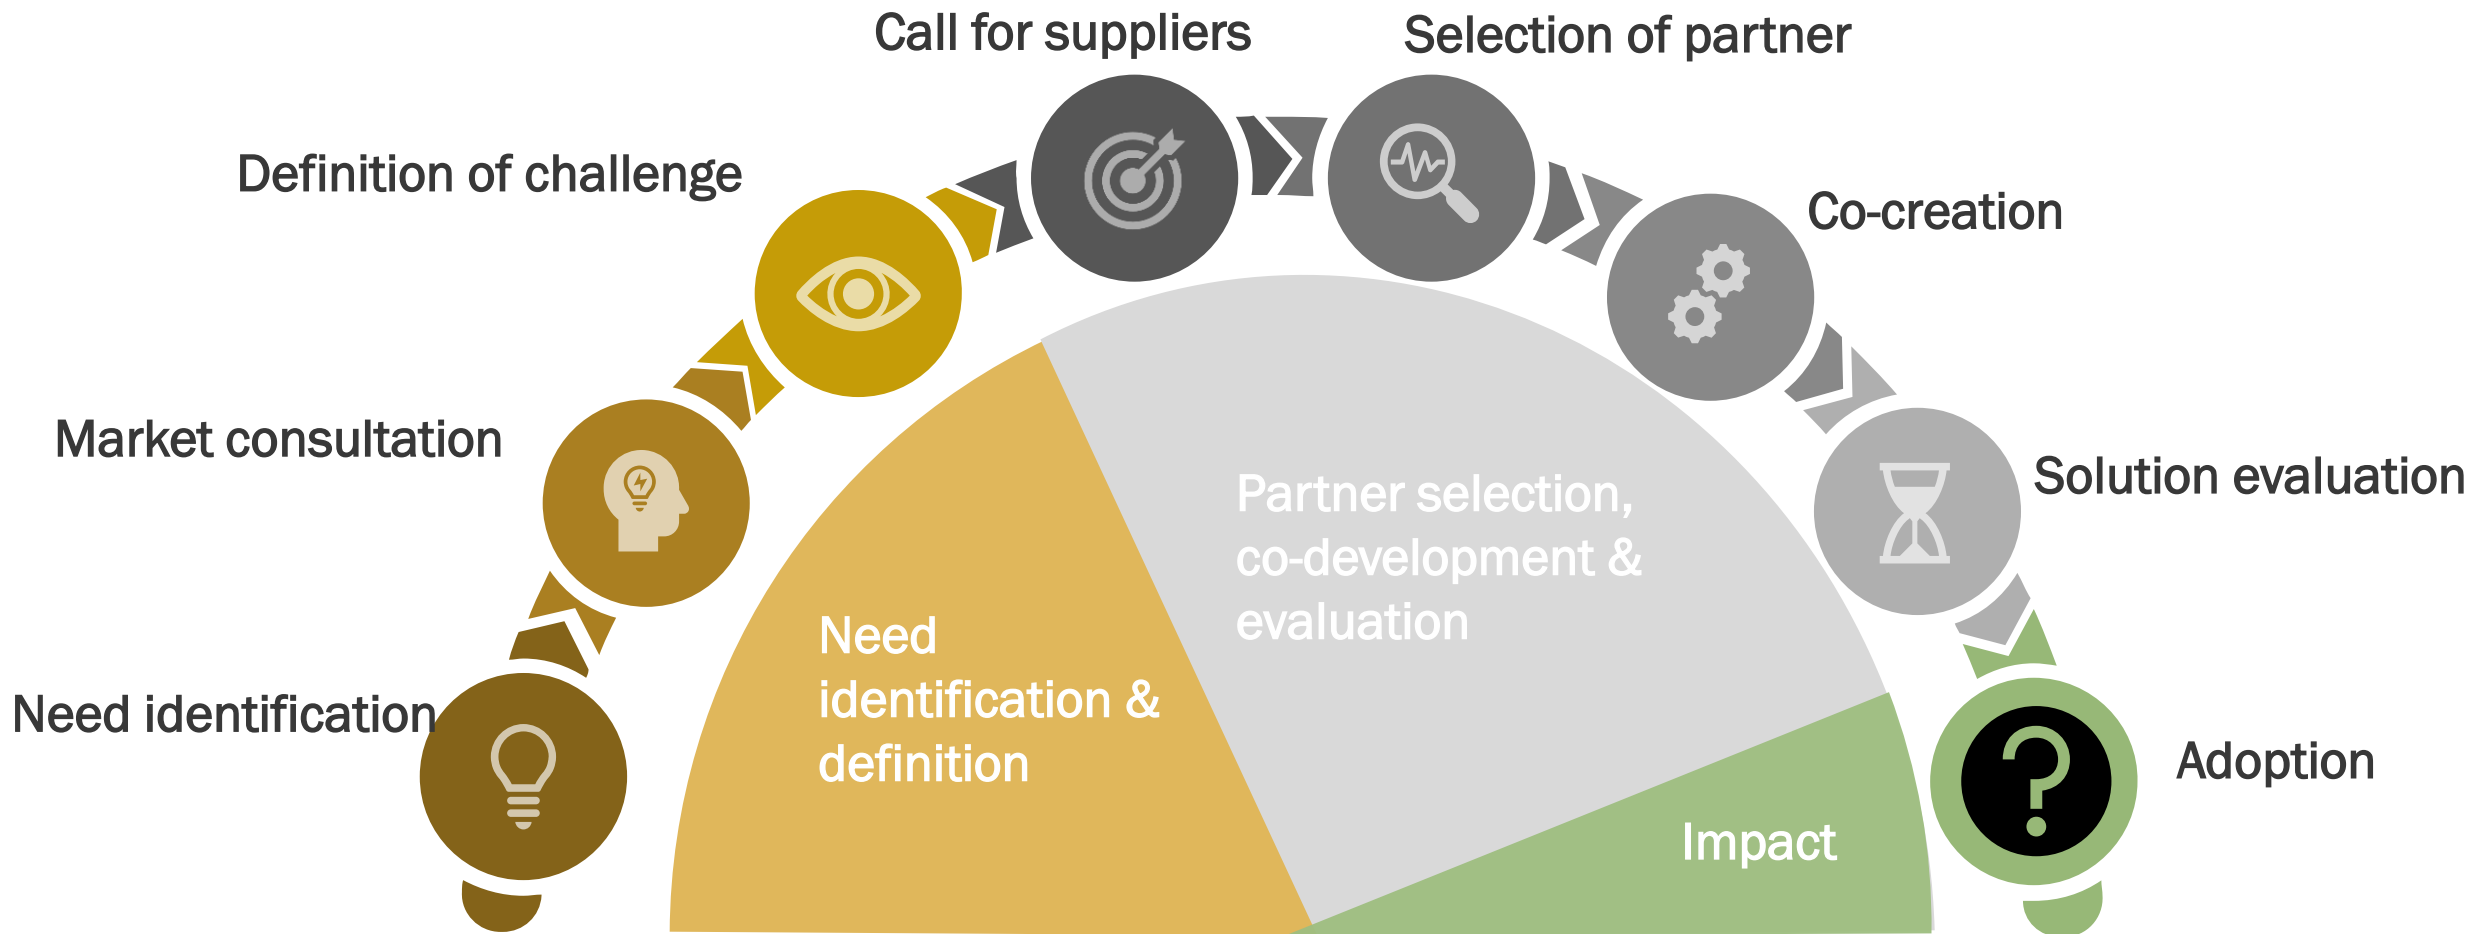 Call for suppliers
Selection of partner
Definition of challenge
Co-creation
Market consultation
Solution evaluation
Need identification
Adoption
Need
identification &
definition
Partner selection,
co-development &
evaluation
Impact
?